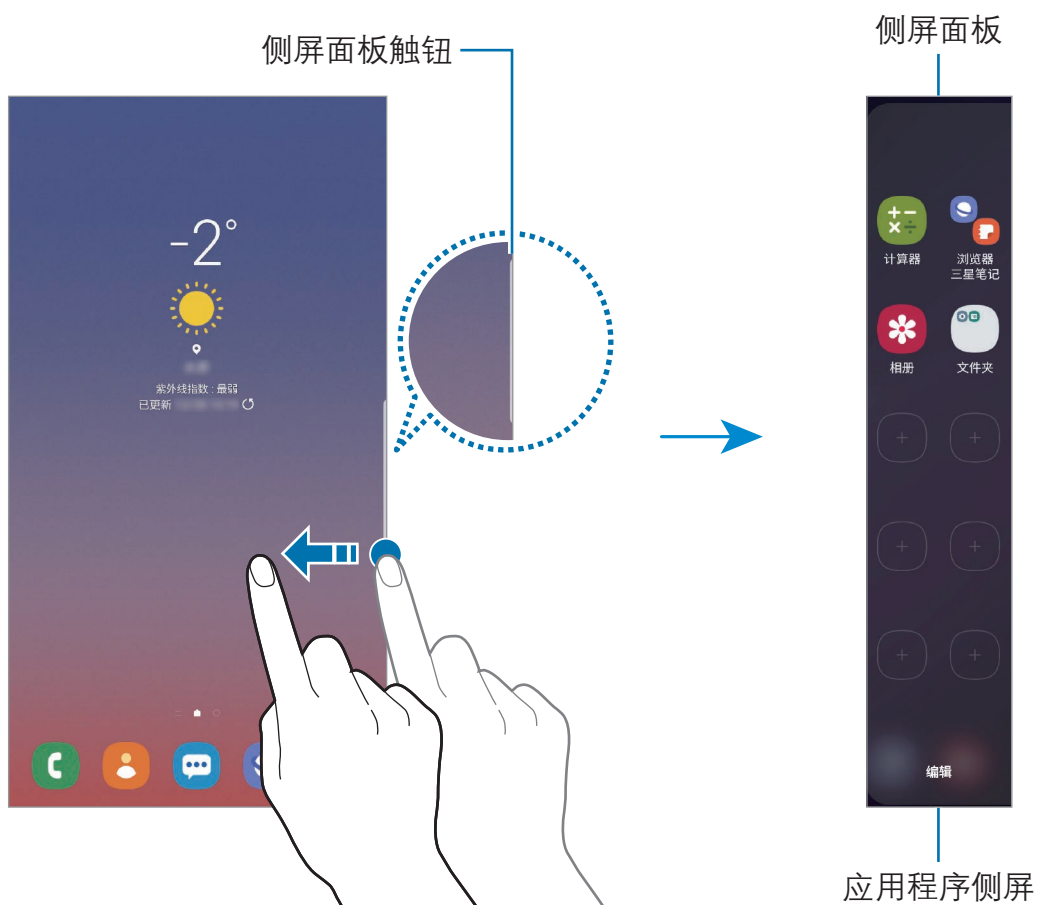 侧屏面板触钮
侧屏面板
-2°
紫外线指数 : 最弱
已更新
计算器
浏览器
三星笔记
相册
文件夹
编辑
应用程序侧屏